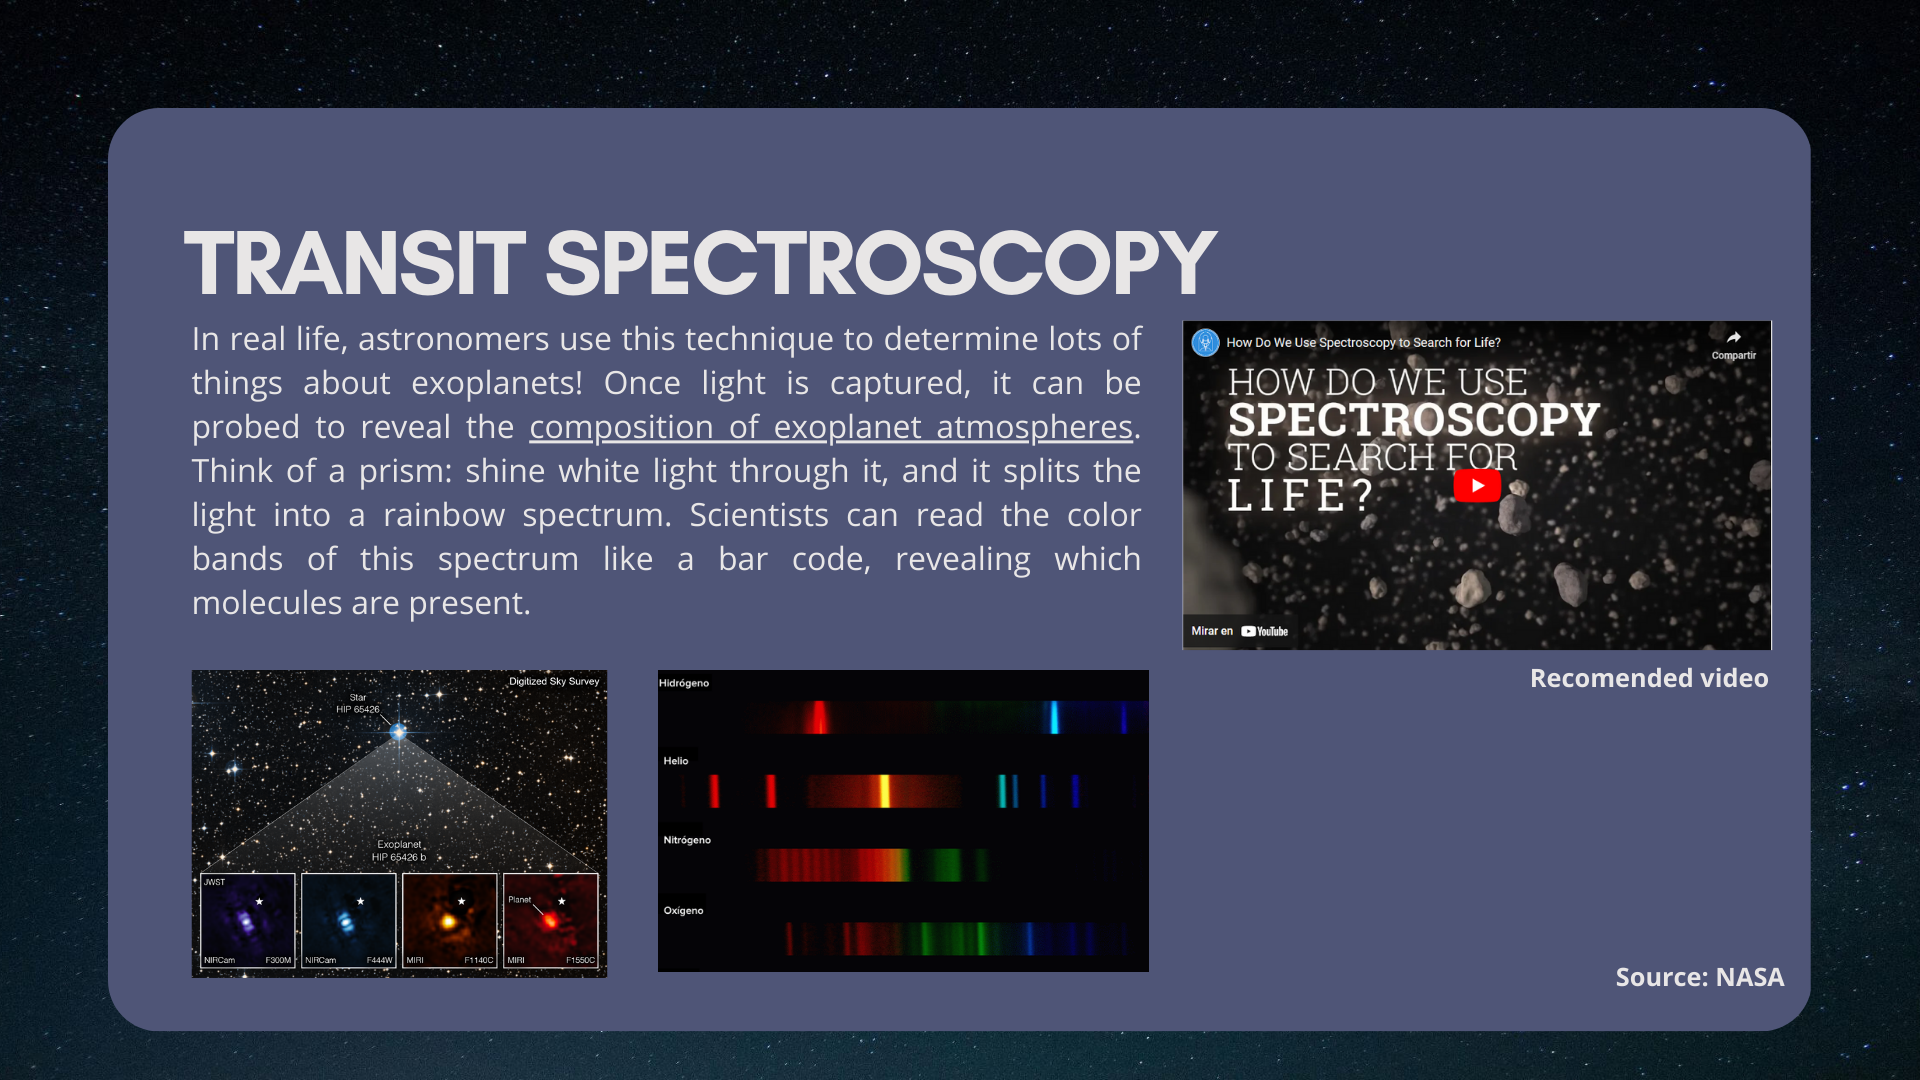 TRANSIT SPECTROSCOPY
In real life, astronomers use this technique to determine lots of
things about exoplanets! Once light is captured, it can be
probed to reveal the composition of exoplanet atmospheres.
Think of a prism: shine white light through it, and it splits the
light into a rainbow spectrum. Scientists can read the color
bands of this spectrum like a bar code, revealing which
molecules are present.
How Do We Use Spectroscopy to Search for Life?
Compartir
HOW DO WE USE
SPECTROSCOPY
TO SEARCH FOR
LIFE?
Mirar en YouTube
Recomended video
Digitized Sky Survey
Star
HIP 65426
Exoplanet
HIP 65426 b
JWST
Planet
NIRCam F300M
NIRCam F444W
MIRI F1140C
MIRI F1550C
Hidrógeno
Helio
Nitrógeno
Oxígeno
Source: NASA